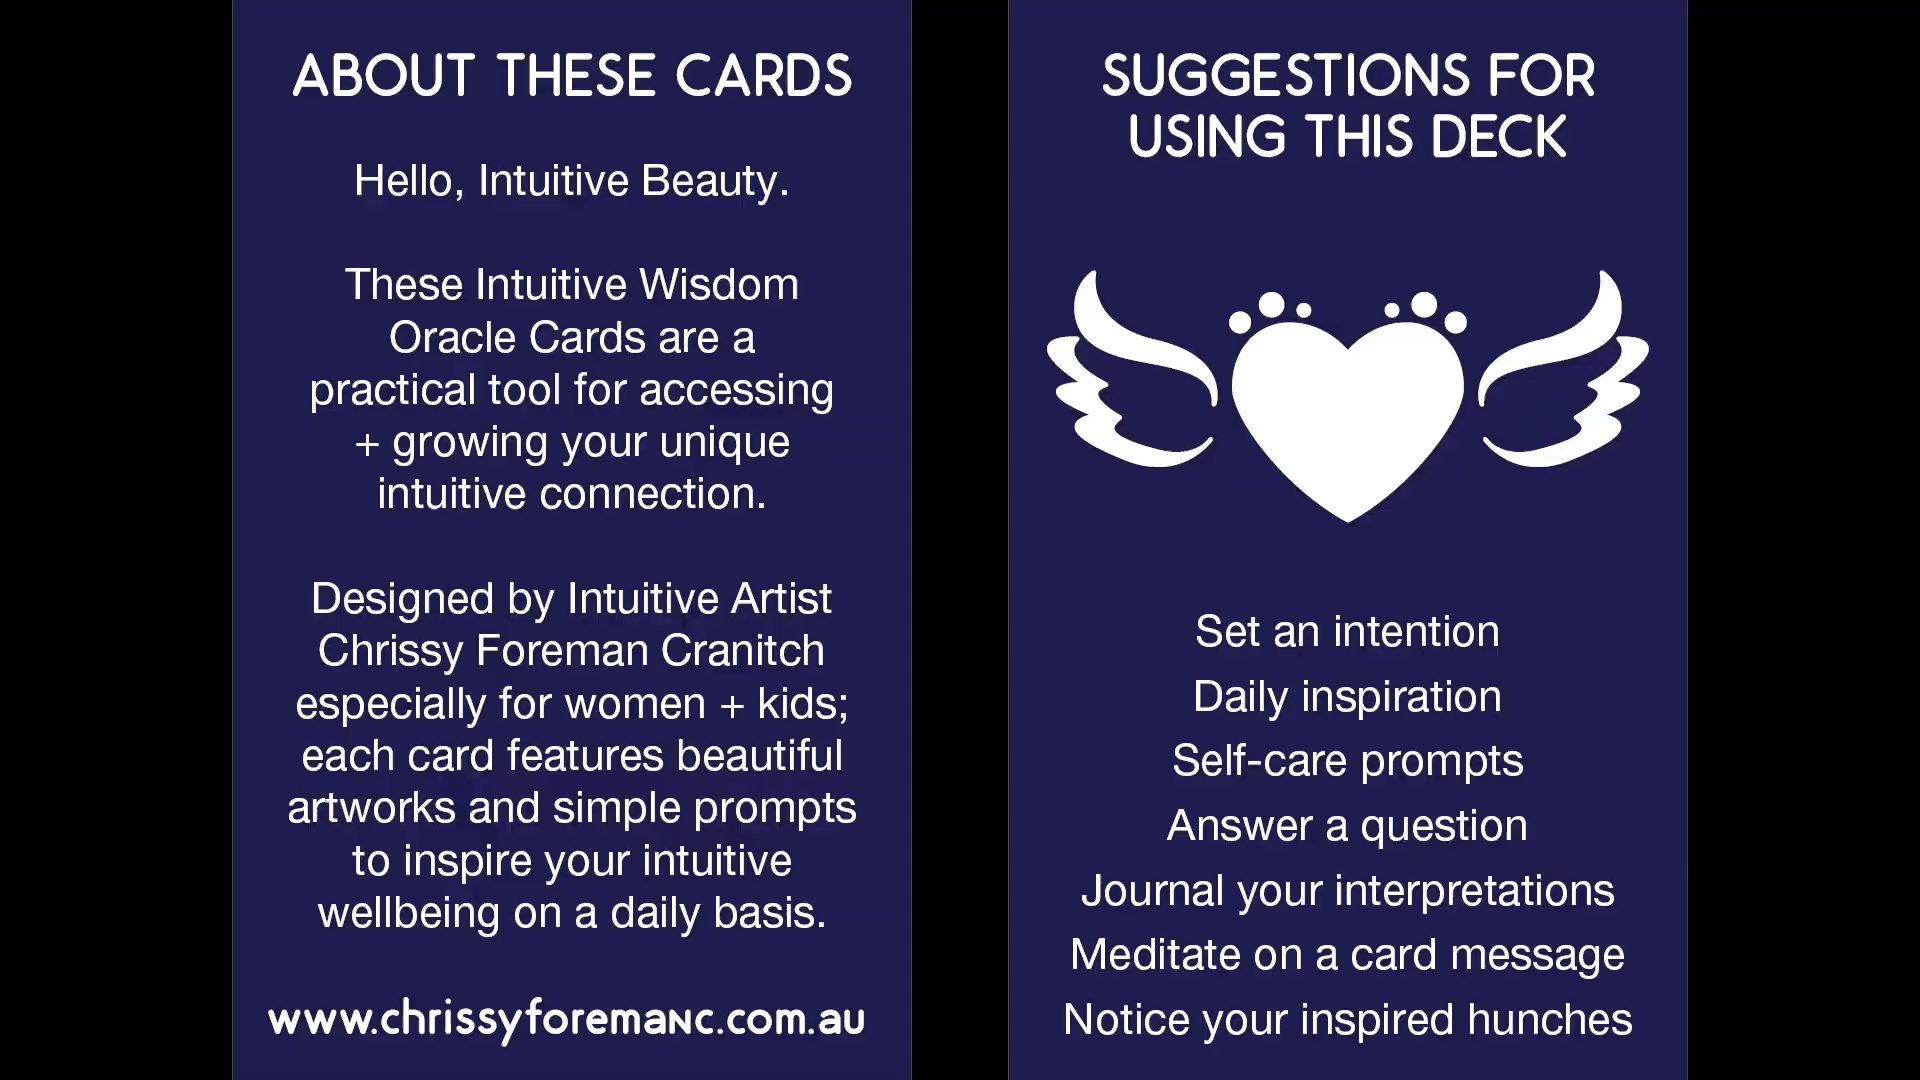 ABOUT THESE CARDS
Hello, Intuitive Beauty.
These Intuitive Wisdom
Oracle Cards are a
practical tool for accessing
+ growing your unique
intuitive connection.
Designed by Intuitive Artist
Chrissy Foreman Cranitch
especially for women + kids;
each card features beautiful
artworks and simple prompts
to inspire your intuitive
wellbeing on a daily basis.
www.chrissyforemanc.com.au
SUGGESTIONS FOR
USING THIS DECK
Set an intention
Daily inspiration
Self-care prompts
Answer a question
Journal your interpretations
Meditate on a card message
Notice your inspired hunches